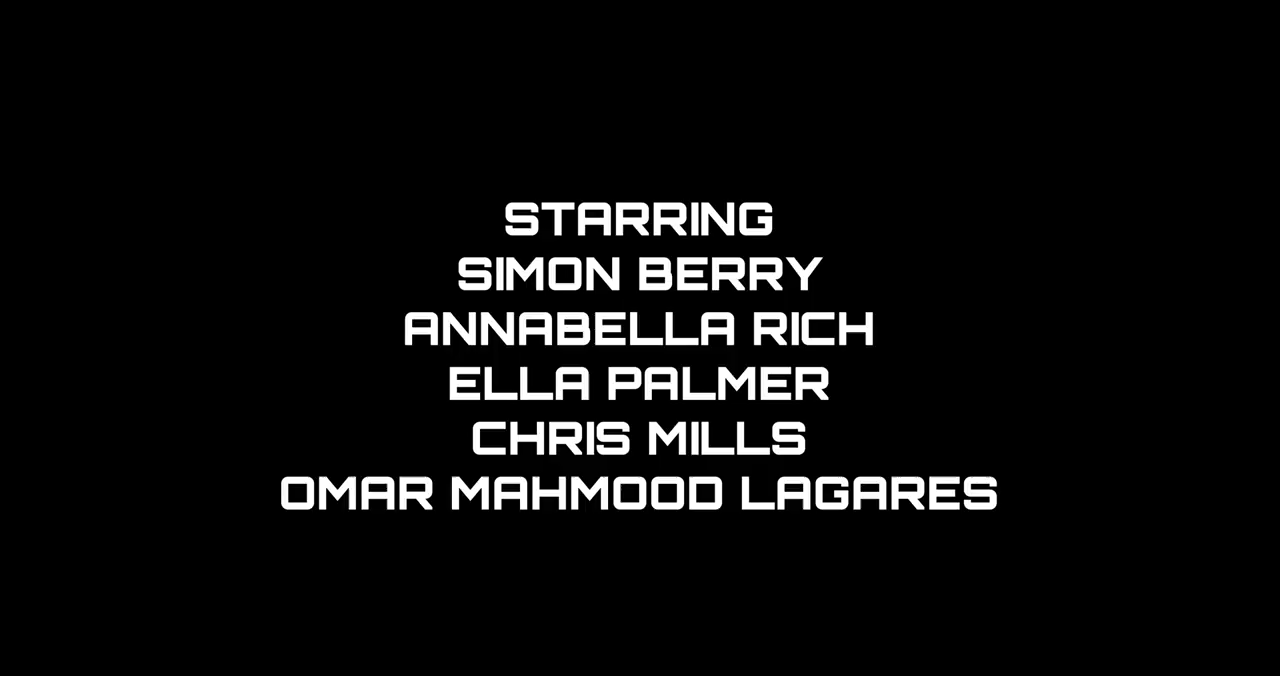 STARRING
SIMON BERRY
ANNABELLA RICH
ELLA PALMER
CHRIS MILLS
OMAR MAHMOOD LAGARES